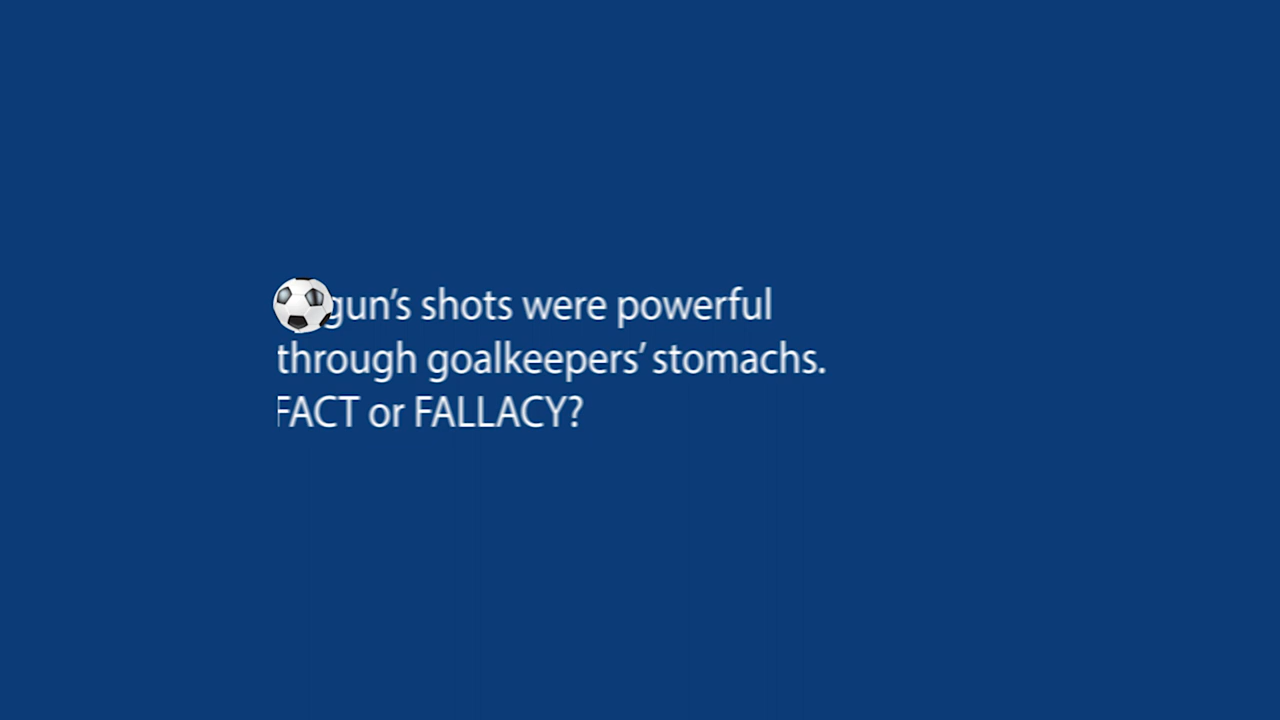 gun's shots were powerful
through goalkeepers' stomachs.
FACT or FALLACY?